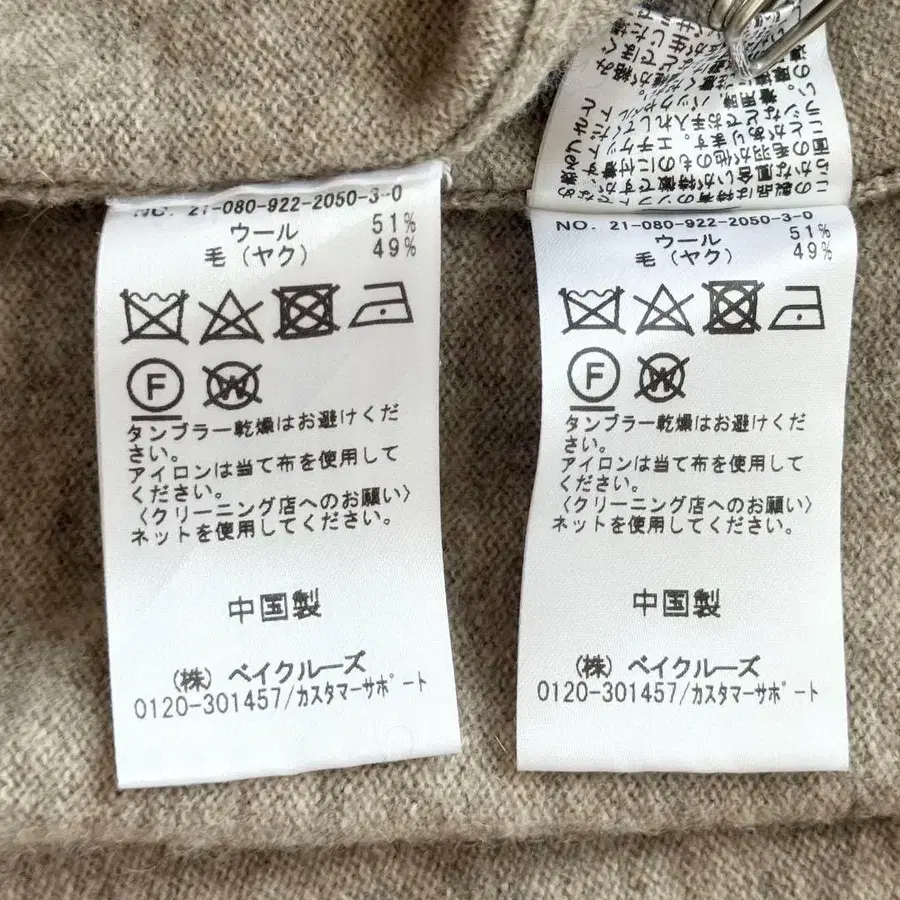 NO. 21-080-922-2050-3-0
ウール 51%
毛（ヤク） 49%
F
W
タンブラー乾燥はお避けくだ
さい。
アイロンは当て布を使用して
ください。
〈クリーニング店へのお願い〉
ネットを使用してください。
中国製
（株）ベイクルーズ
0120-301457/カスタマーサポート
NO. 21-080-922-2050-3-0
ウール 51%
毛（ヤク） 49%
F
W
タンブラー乾燥はお避けくだ
さい。
アイロンは当て布を使用して
ください。
〈クリーニング店へのお願い〉
ネットを使用してください。
中国製
（株）ベイクルーズ
0120-301457/カスタマーサポート